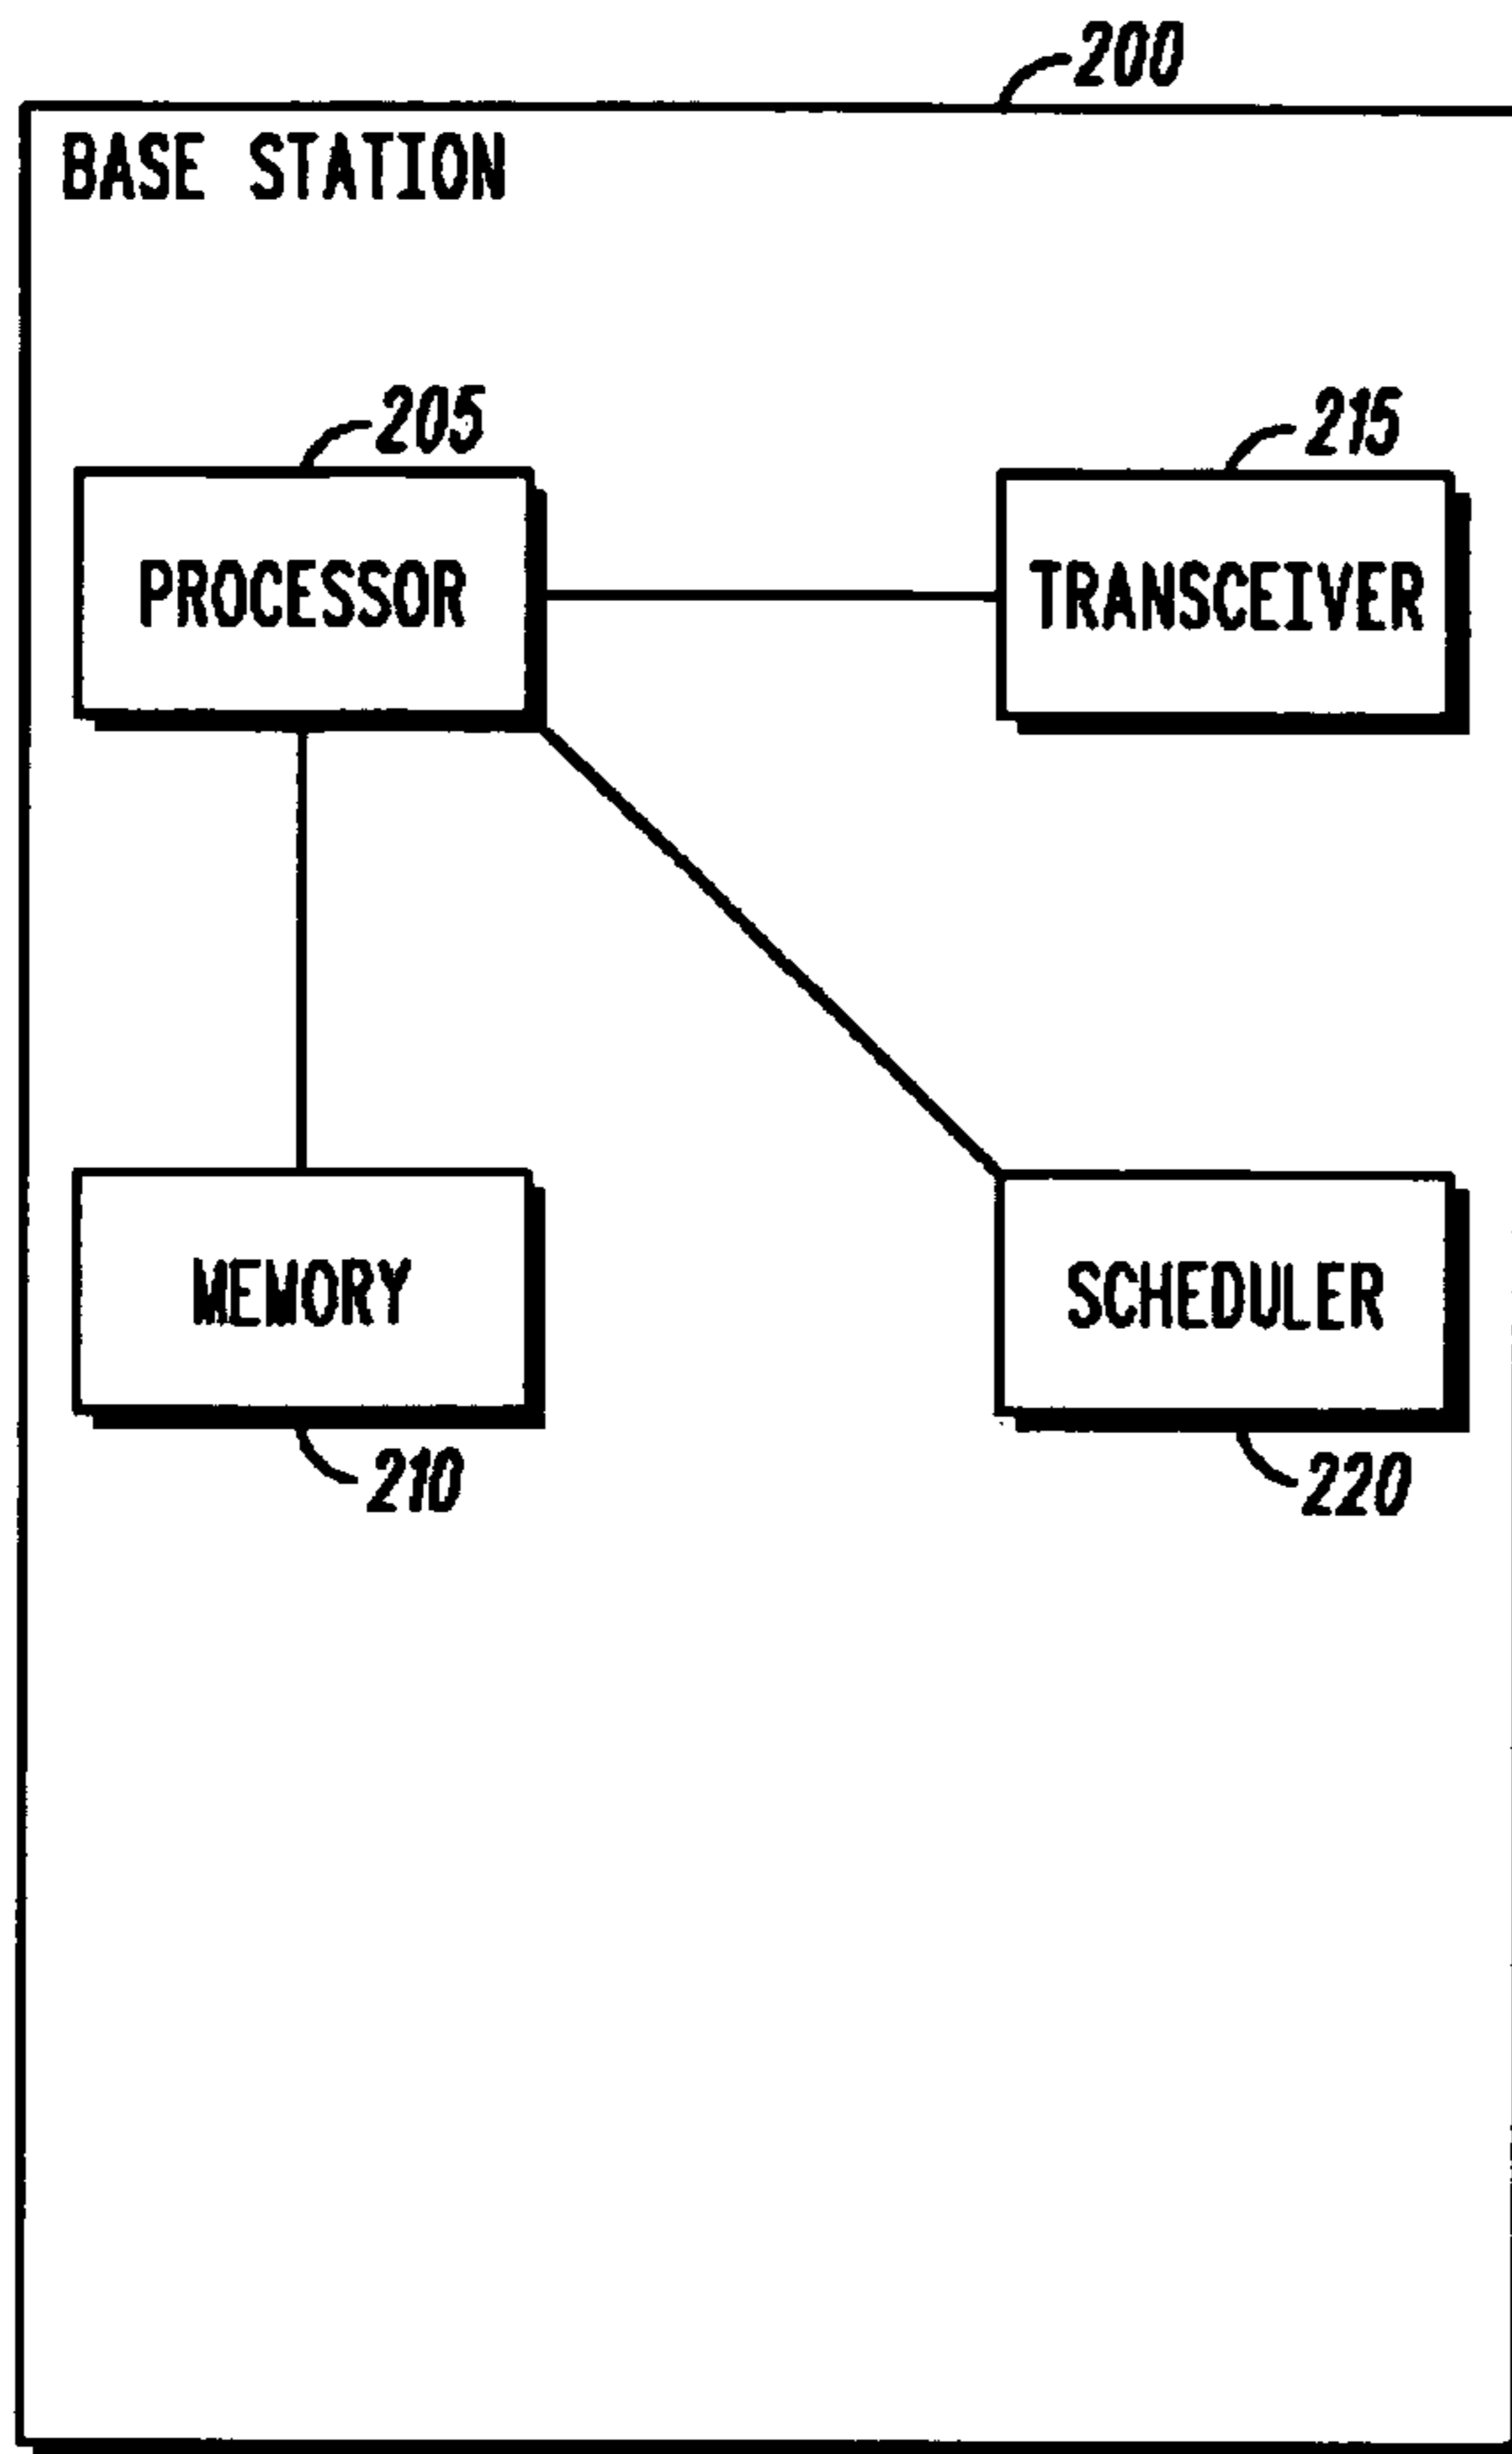 200
BASE STATION
205
215
PROCESSOR
TRANSCEIVER
MEMORY
SCHEDULER
210
220